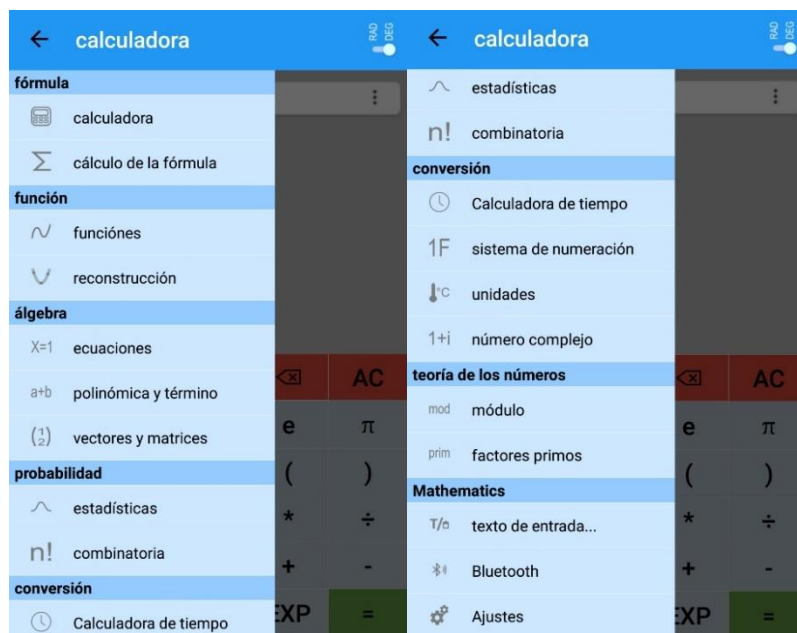 calculadora
RAD
DEG
fórmula
calculadora
Σ cálculo de la fórmula
función
funciónes
reconstrucción
álgebra
X=1 ecuaciones
a+b polinómica y término
(1 2) vectores y matrices
probabilidad
estadísticas
n! combinatoria
conversión
Calculadora de tiempo
AC
e π
( )
* ÷
+ -
EXP =
calculadora
RAD
DEG
estadísticas
n! combinatoria
conversión
Calculadora de tiempo
1F sistema de numeración
°C unidades
1+i número complejo
teoría de los números
mod módulo
prim factores primos
Mathematics
T/ texto de entrada...
Bluetooth
Ajustes
AC
e π
( )
* ÷
+ -
EXP =